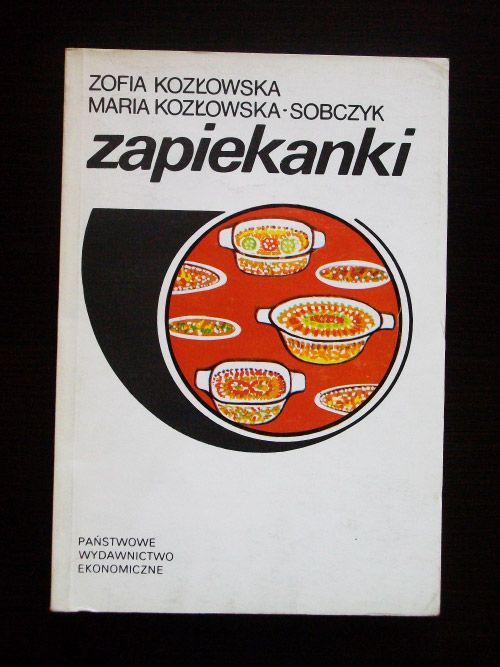 ZOFIA KOZŁOWSKA
MARIA KOZŁOWSKA-SOBCZYK
zapiekanki
PAŃSTWOWE
WYDAWNICTWO
EKONOMICZNE